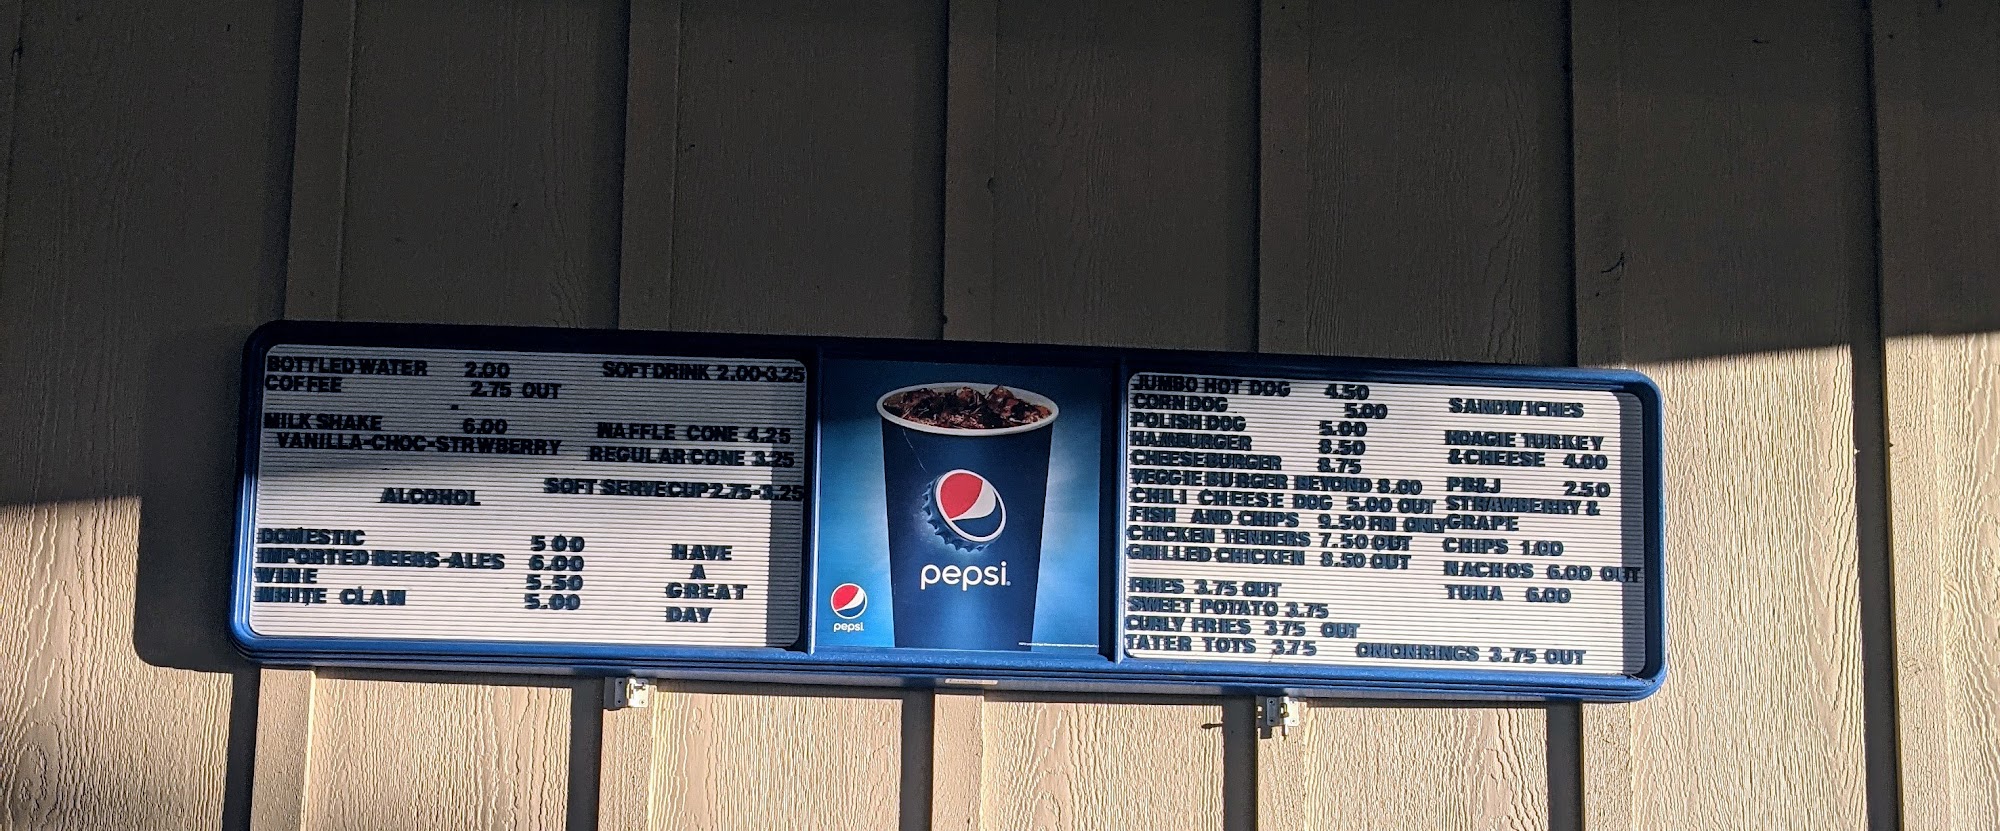 BOTTLED WATER 2.00 SOFT DRINK 2.00-3.25
COFFEE 2.75 OUT
MILK SHAKE 6.00 WAFFLE CONE 4.25
VANILLA-CHOC-STRWBERRY REGULAR CONE 3.25
ALCOHOL SOFT SERVE CUP 2.75-3.25
DOMESTIC 5 00
IMPORTED BEERS-ALES 6.00
WINE 5.50
WHITE CLAW 5.00
HAVE
A
GREAT
DAY
pepsi.
pepsi
JUMBO HOT DOG 4.50
CORN DOG 5.00
POLISH DOG 5.00
HAMBURGER 8.50
CHEESEBURGER 8.75
VEGGIE BURGER BEYOND 8.00
CHILI CHEESE DOG 5.00 OUT
FISH AND CHIPS 9.50 FRI ONLY
CHICKEN TENDERS 7.50 OUT
GRILLED CHICKEN 8.50 OUT
FRIES 3.75 OUT
SWEET POTATO 3.75
CURLY FRIES 3 75 OUT
TATER TOTS 3.75 ONIONRINGS 3.75 OUT
SANDWICHES
HOAGIE TURKEY
&CHEESE 4.00
PB&J 2.50
STRAWBERRY &
GRAPE
CHIPS 1.00
NACHOS 6.00 OUT
TUNA 6.00